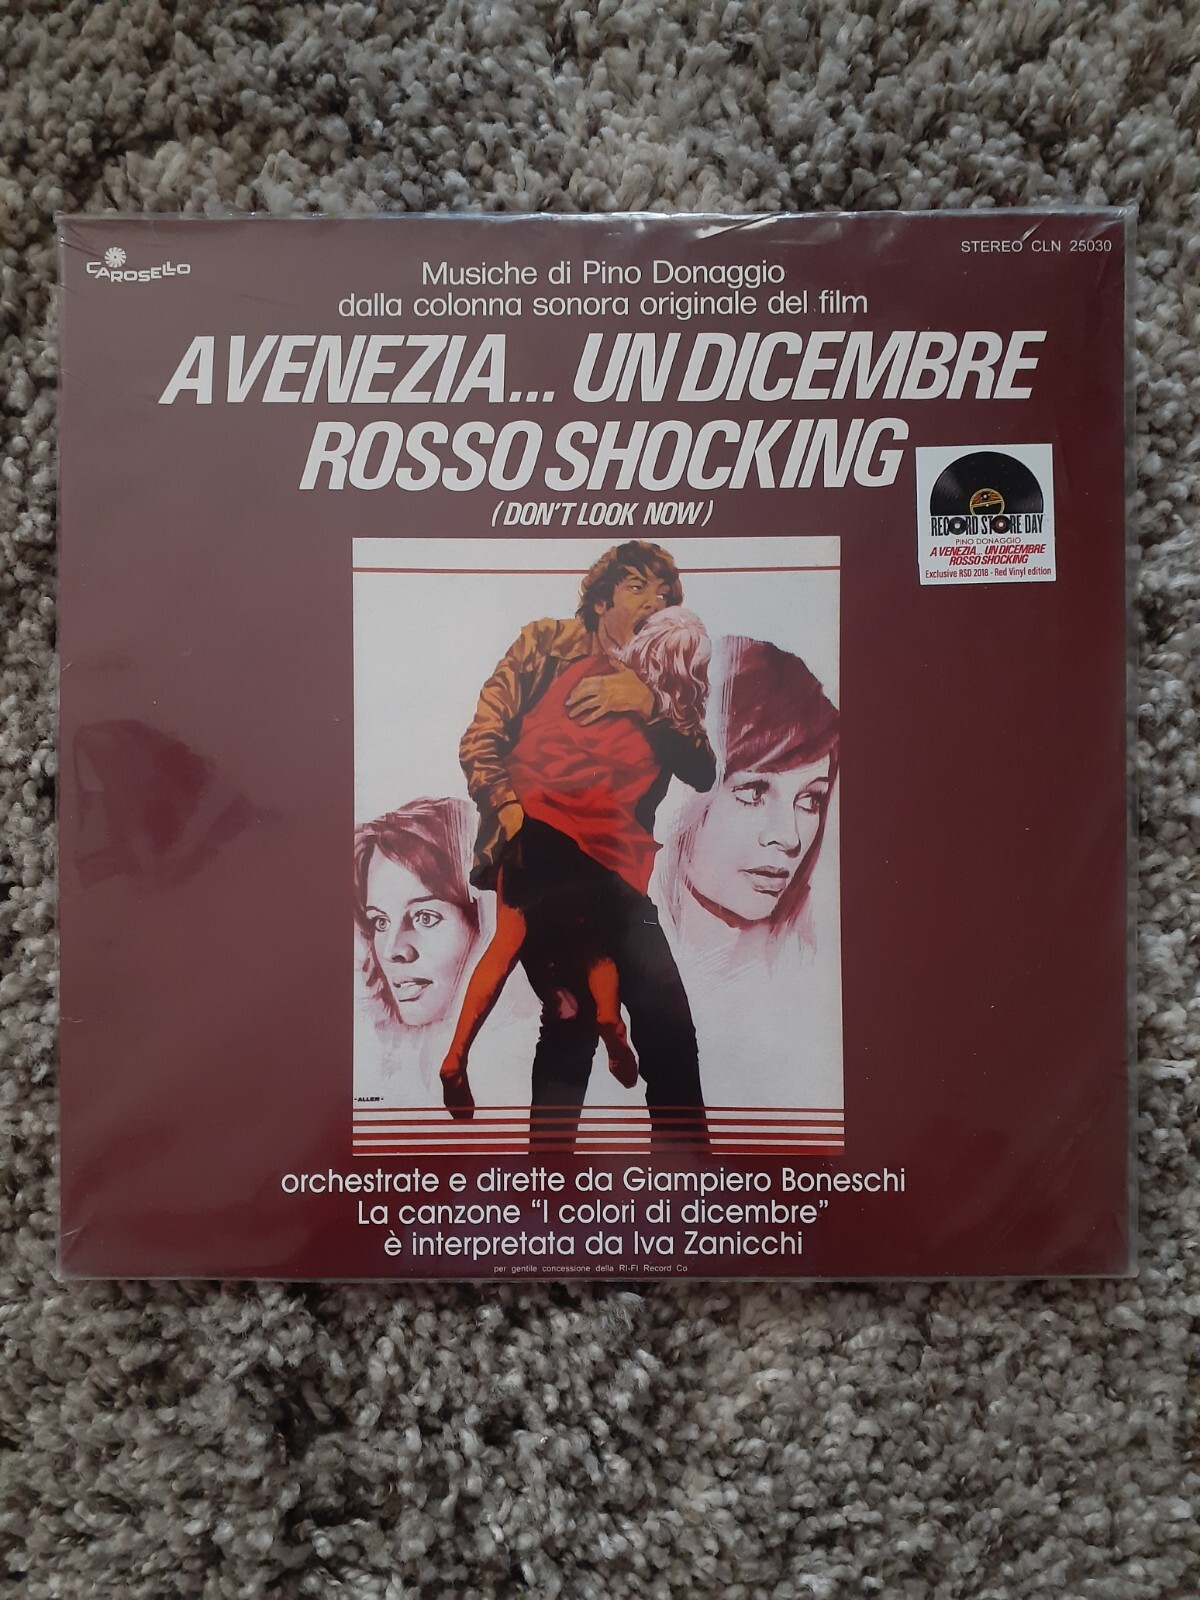 CAROSELLO
STEREO CLN 25030
Musiche di Pino Donaggio
dalla colonna sonora originale del film
A VENEZIA... UN DICEMBRE
ROSSO SHOCKING
(DON'T LOOK NOW)
RECORD STORE DAY
PINO DONAGGIO
A VENEZIA... UN DICEMBRE
ROSSO SHOCKING
Exclusive RSD 2018 - Red Vinyl edition
- ALLER -
orchestrate e dirette da Giampiero Boneschi
La canzone “I colori di dicembre”
è interpretata da Iva Zanicchi
per gentile concessione della RI-FI Record Co